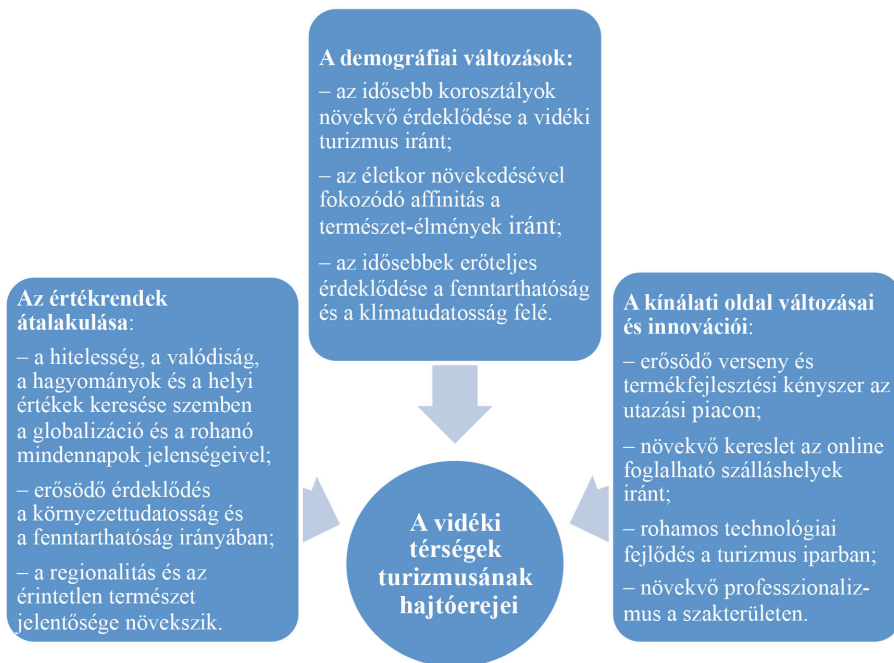 A demográfiai változások:
– az idősebb korosztályok
növekvő érdeklődése a vidéki
turizmus iránt;
– az életkor növekedésével
fokozódó affinitás a
természet-élmények iránt;
– az idősebbek erőteljes
érdeklődése a fenntarthatóság
és a klímatudatosság felé.
Az értékrendek
átalakulása:
– a hitelesség, a valódiság,
a hagyományok és a helyi
értékek keresése szemben
a globalizáció és a rohanó
mindennapok jelenségeivel;
– erősödő érdeklődés
a környezettudatosság és
a fenntarthatóság irányában;
– a regionalitás és az
érintetlen természet
jelentősége növekszik.
A kínálati oldal változásai
és innovációi:
– erősödő verseny és
termékfejlesztési kényszer az
utazási piacon;
– növekvő kereslet az online
foglalható szálláshelyek
iránt;
– rohamos technológiai
fejlődés a turizmus iparban;
– növekvő professzionaliz-
mus a szakterületen.
A vidéki
térségek
turizmusának
hajtóerejei